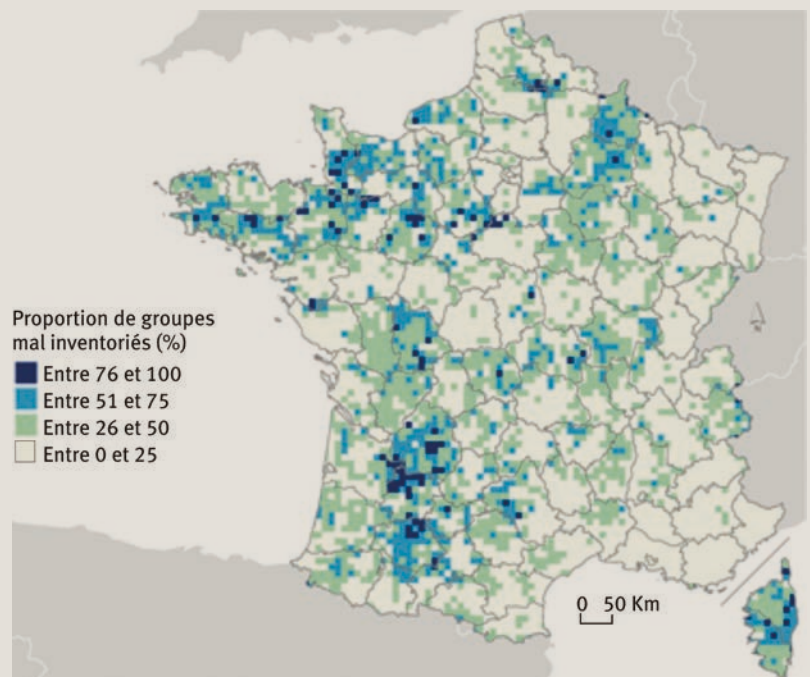 Proportion de groupes
mal inventoriés (%)
Entre 76 et 100
Entre 51 et 75
Entre 26 et 50
Entre 0 et 25
0 50 Km